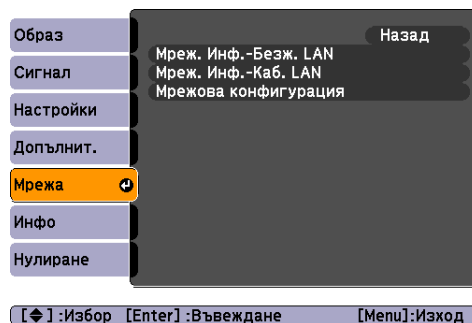 Образ
Сигнал
Настройки
Допълнит.
Мрежа
Инфо
Нулиране
Назад
Мреж. Инф.-Безж. LAN
Мреж. Инф.-Каб. LAN
Мрежова конфигурация
[◆] :Избор [Enter] :Въвеждане [Menu]:Изход